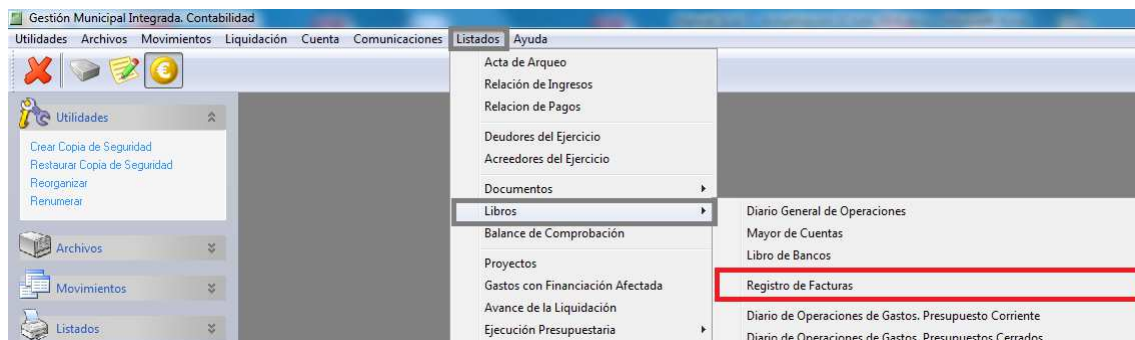 Gestión Municipal Integrada. Contabilidad
Utilidades Archivos Movimientos Liquidación Cuenta Comunicaciones Listados Ayuda
Acta de Arqueo
Relación de Ingresos
Relacion de Pagos
Deudores del Ejercicio
Acreedores del Ejercicio
Documentos
Libros
Balance de Comprobación
Proyectos
Gastos con Financiación Afectada
Avance de la Liquidación
Ejecución Presupuestaria
Utilidades
Crear Copia de Seguridad
Restaurar Copia de Seguridad
Reorganizar
Renumerar
Archivos
Movimientos
Listados
Diario General de Operaciones
Mayor de Cuentas
Libro de Bancos
Registro de Facturas
Diario de Operaciones de Gastos. Presupuesto Corriente
Diario de Operaciones de Gastos. Presupuestos Cerrados